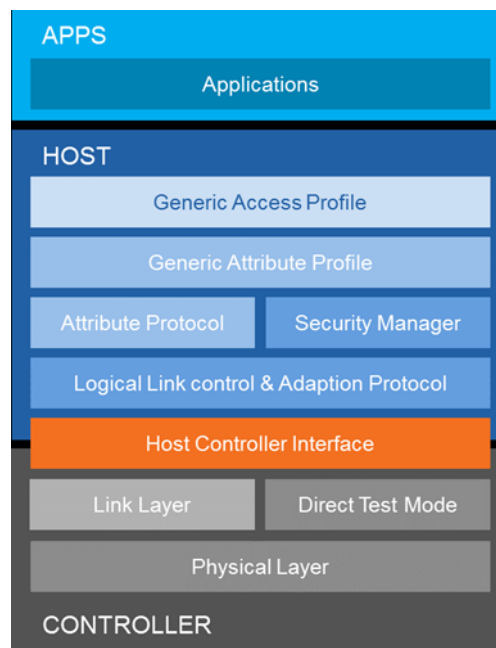 APPS
Applications
HOST
Generic Access Profile
Generic Attribute Profile
Attribute Protocol
Security Manager
Logical Link control & Adaption Protocol
Host Controller Interface
Link Layer
Direct Test Mode
Physical Layer
CONTROLLER